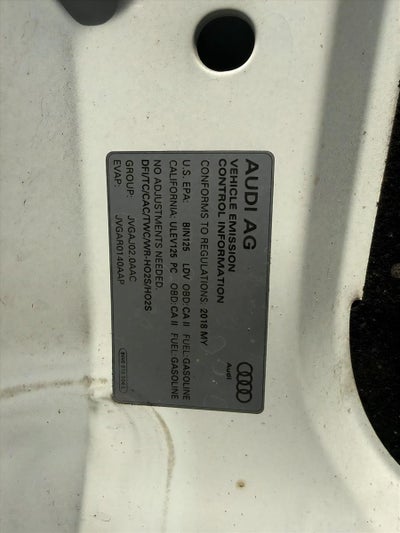 AUDI AG
VEHICLE EMISSION
CONTROL INFORMATION
CONFORMS TO REGULATIONS: 2018 MY
U.S. EPA: BIN125 LDV OBD: CA II FUEL: GASOLINE
CALIFORNIA: ULEV125 PC OBD: CA II FUEL: GASOLINE
NO ADJUSTMENTS NEEDED.
DFI/TC/CAC/TWC/WR-HO2S/HO2S
GROUP: JVGAJ02.0AAC
EVAP: JVGAR0140AAP
Audi